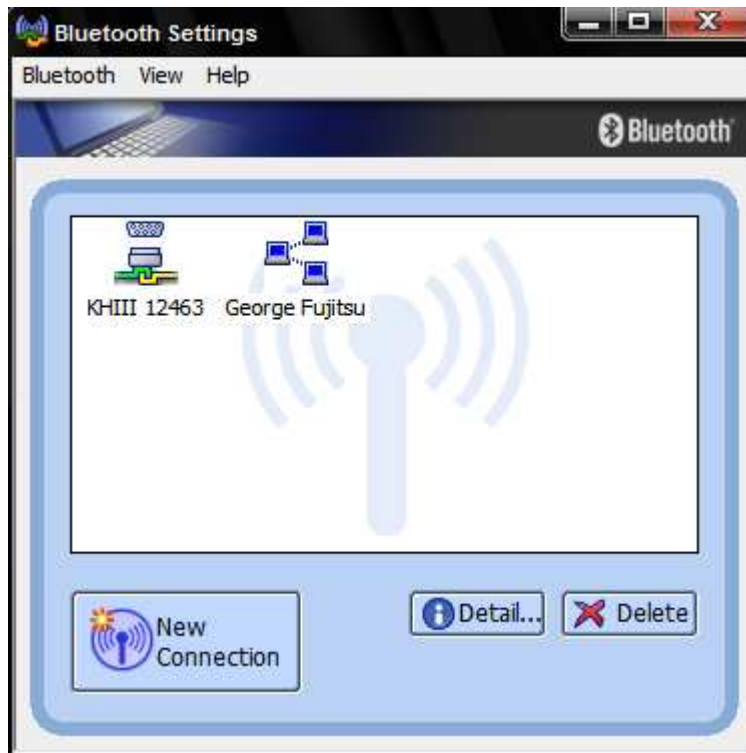 Bluetooth Settings
Bluetooth View Help
Bluetooth
KHIII 12463 George Fujitsu
New
Connection
Detail... Delete